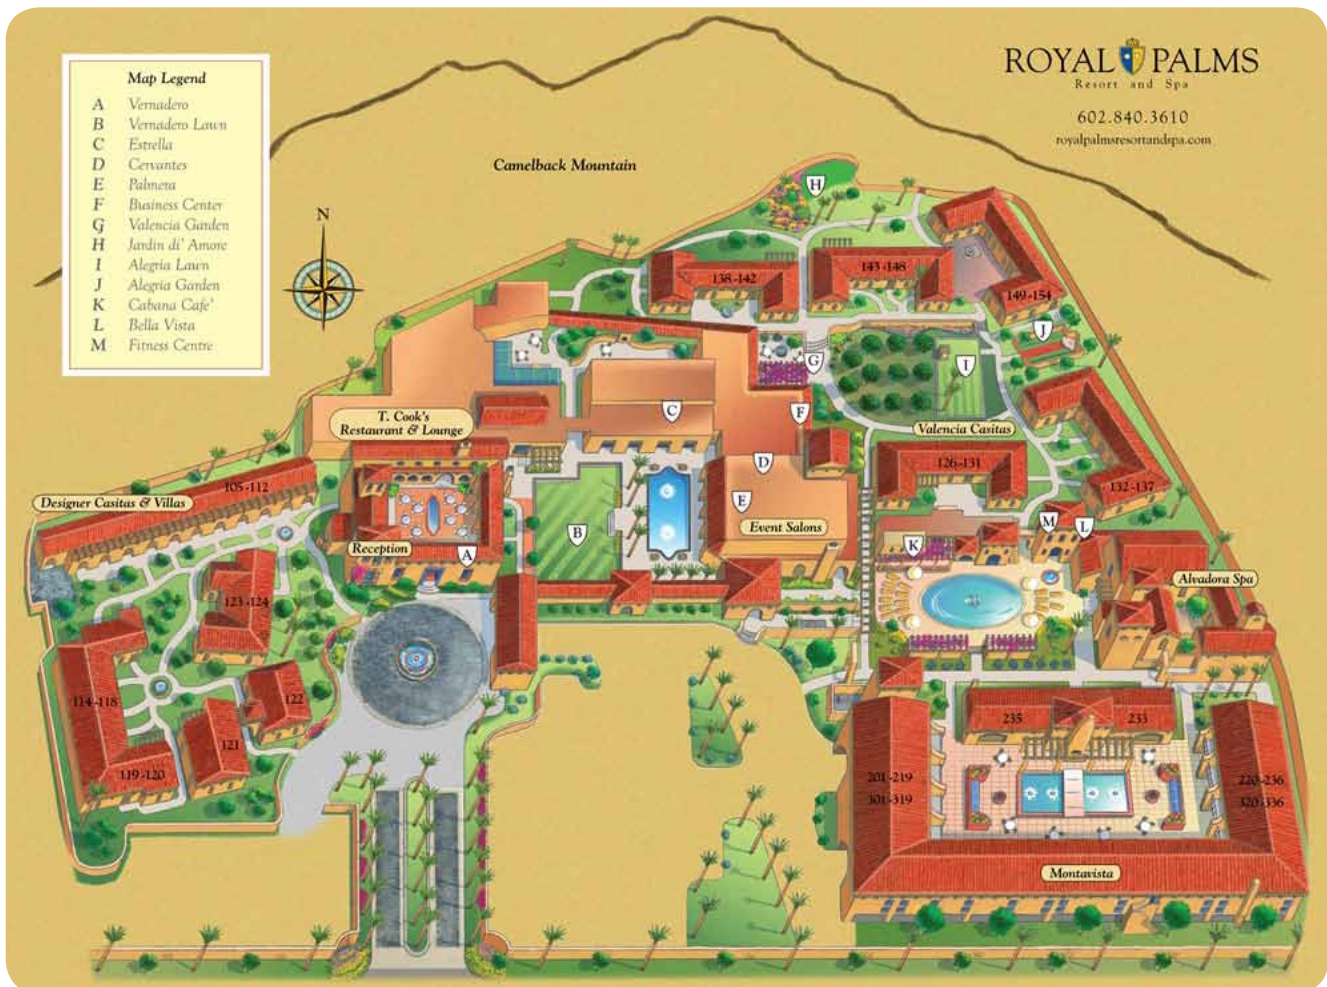 ROYAL PALMS
Resort and Spa
602.840.3610
royalpalmsresortandspa.com
Map Legend
A Vernadero
B Vernadero Lawn
C Estrella
D Cervantes
E Palmera
F Business Center
G Valencia Garden
H Jardin di' Amore
I Alegria Lawn
J Alegria Garden
K Cabana Cafe'
L Bella Vista
M Fitness Centre
N
Camelback Mountain
H
138-142
143-148
149-154
J
G
I
T. Cook's
Restaurant & Lounge
C
F
Valencia Casitas
D
126-131
105-112
132-137
Designer Casitas & Villas
E
Event Salons
M
L
B
K
Reception
A
Alvadora Spa
123-124
114-118
122
121
119-120
235
233
201-219
301-319
220-236
320-336
Montavista